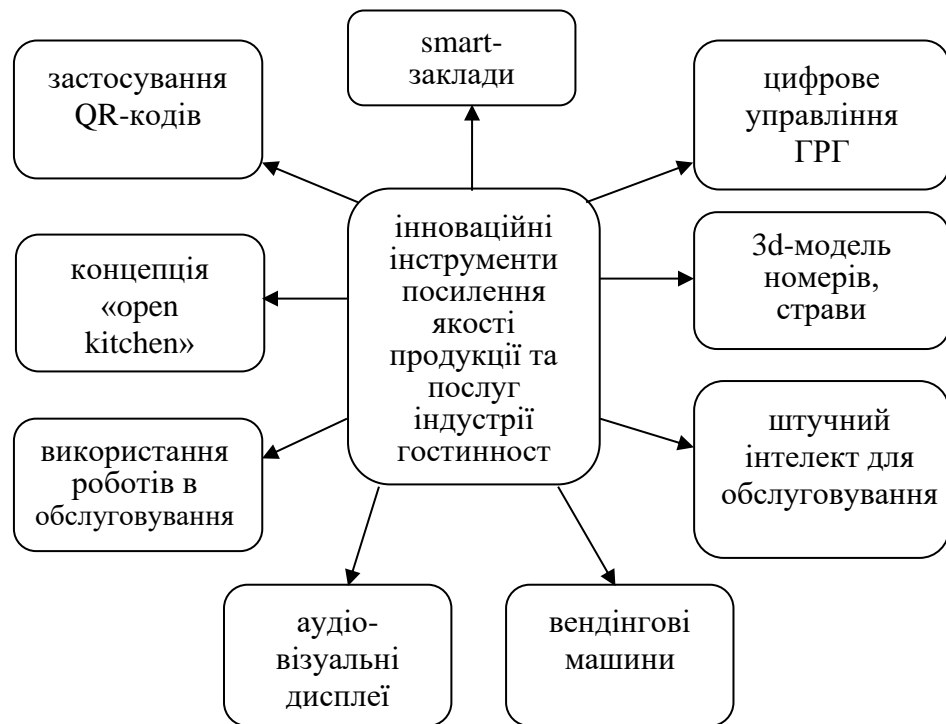 smart-
заклади
застосування
QR-кодів
цифрове
управління
ГРГ
інноваційні
інструменти
посилення
якості
продукції та
послуг
індустрії
гостинност
концепція
«open
kitchen»
3d-модель
номерів,
страви
використання
роботів в
обслуговування
штучний
інтелект для
обслуговування
аудіо-
візуальні
дисплеї
вендінгові
машини